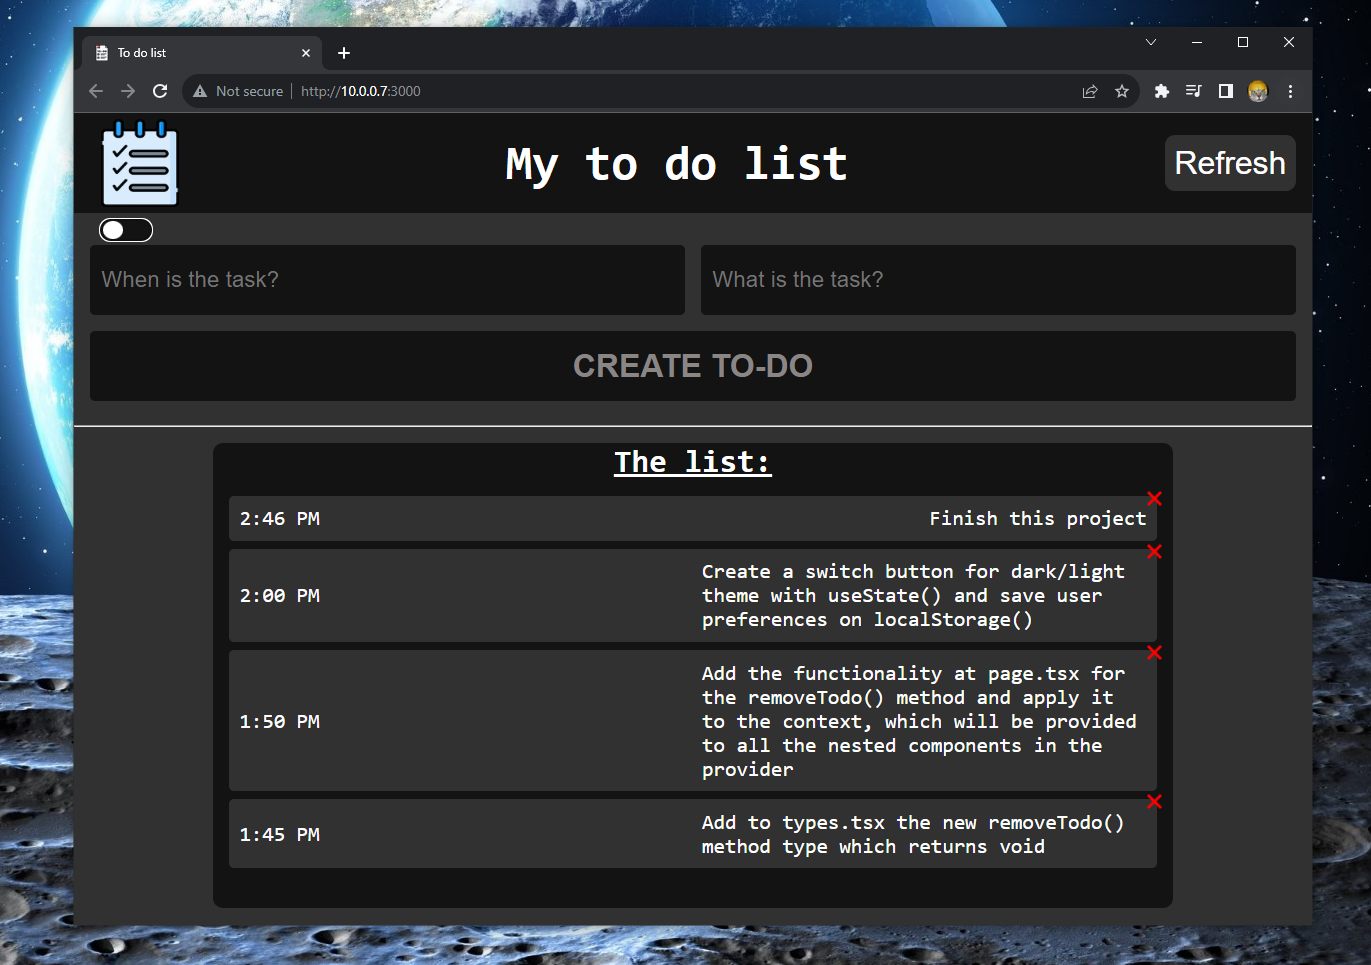 To do list
Not secure
http://10.0.0.7:3000
My to do list
Refresh
When is the task?
What is the task?
CREATE TO-DO
The list:
2:46 PM
Finish this project
2:00 PM
Create a switch button for dark/light
theme with useState() and save user
preferences on localStorage()
1:50 PM
Add the functionality at page.tsx for
the removeTodo() method and apply it
to the context, which will be provided
to all the nested components in the
provider
1:45 PM
Add to types.tsx the new removeTodo()
method type which returns void